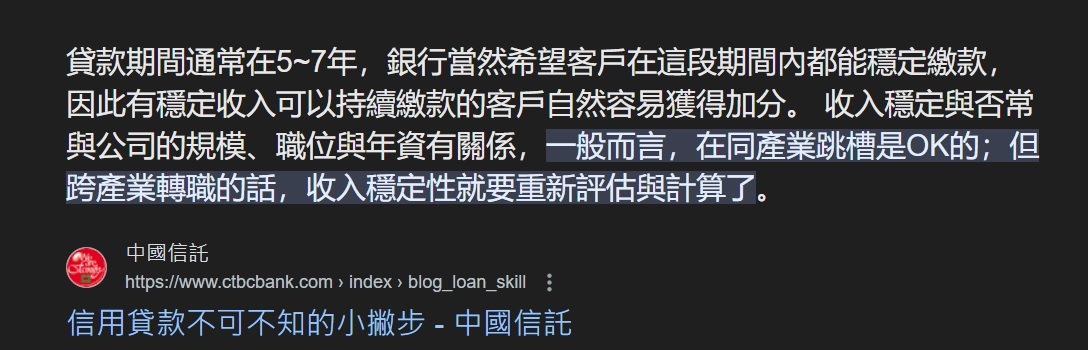 貸款期間通常在5~7年，銀行當然希望客戶在這段期間內都能穩定繳款，
因此有穩定收入可以持續繳款的客戶自然容易獲得加分。 收入穩定與否常
與公司的規模、職位與年資有關係，一般而言，在同產業跳槽是OK的；但
跨產業轉職的話，收入穩定性就要重新評估與計算了。
中國信託
https://www.ctbcbank.com › index › blog_loan_skill
信用貸款不可不知的小撇步 - 中國信託